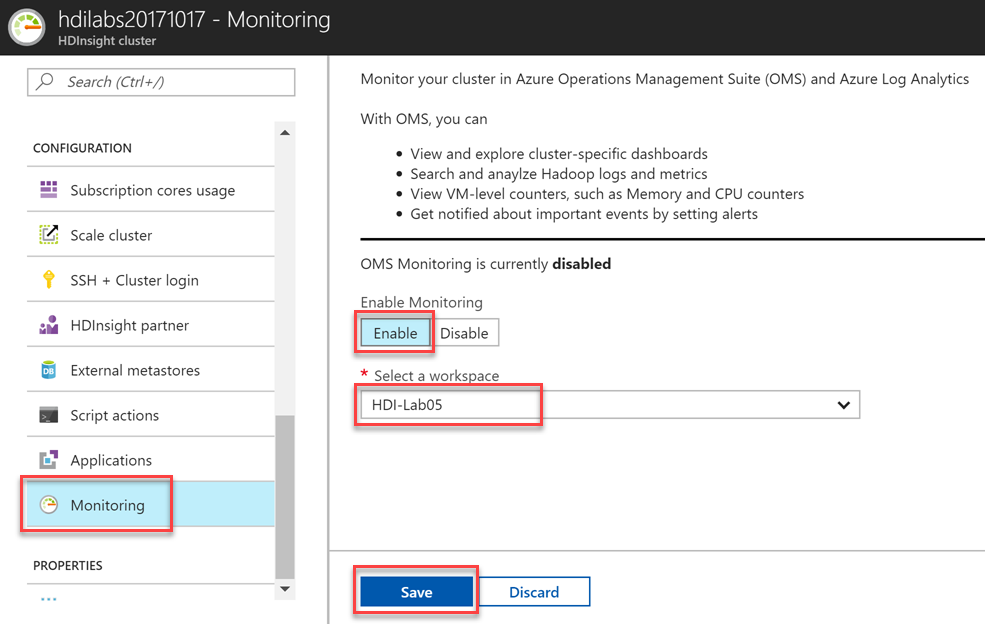 hdilabs20171017 - Monitoring
HDInsight cluster
Search (Ctrl+/)
CONFIGURATION
Subscription cores usage
Scale cluster
SSH + Cluster login
HDInsight partner
External metastores
Script actions
Applications
Monitoring
PROPERTIES
Monitor your cluster in Azure Operations Management Suite (OMS) and Azure Log Analytics
With OMS, you can
• View and explore cluster-specific dashboards
• Search and anaylze Hadoop logs and metrics
• View VM-level counters, such as Memory and CPU counters
• Get notified about important events by setting alerts
OMS Monitoring is currently disabled
Enable Monitoring
Enable Disable
* Select a workspace
HDI-Lab05
Save Discard